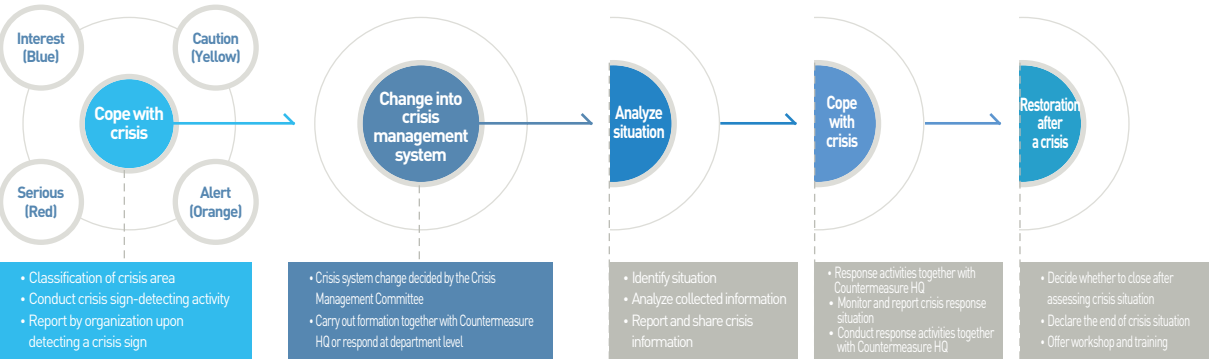 Interest
(Blue)
Caution
(Yellow)
Cope with
crisis
Serious
(Red)
Alert
(Orange)
Change into
crisis
management
system
Analyze
situation
Cope
with
crisis
Restoration
after
a crisis
• Classification of crisis area
• Conduct crisis sign-detecting activity
• Report by organization upon
detecting a crisis sign
• Crisis system change decided by the Crisis
Management Committee
• Carry out formation together with Countermeasure
HQ or respond at department level
• Identify situation
• Analyze collected information
• Report and share crisis
information
• Response activities together with
Countermeasure HQ
• Monitor and report crisis response
situation
• Conduct response activities together
with Countermeasure HQ
• Decide whether to close after
assessing crisis situation
• Declare the end of crisis situation
• Offer workshop and training